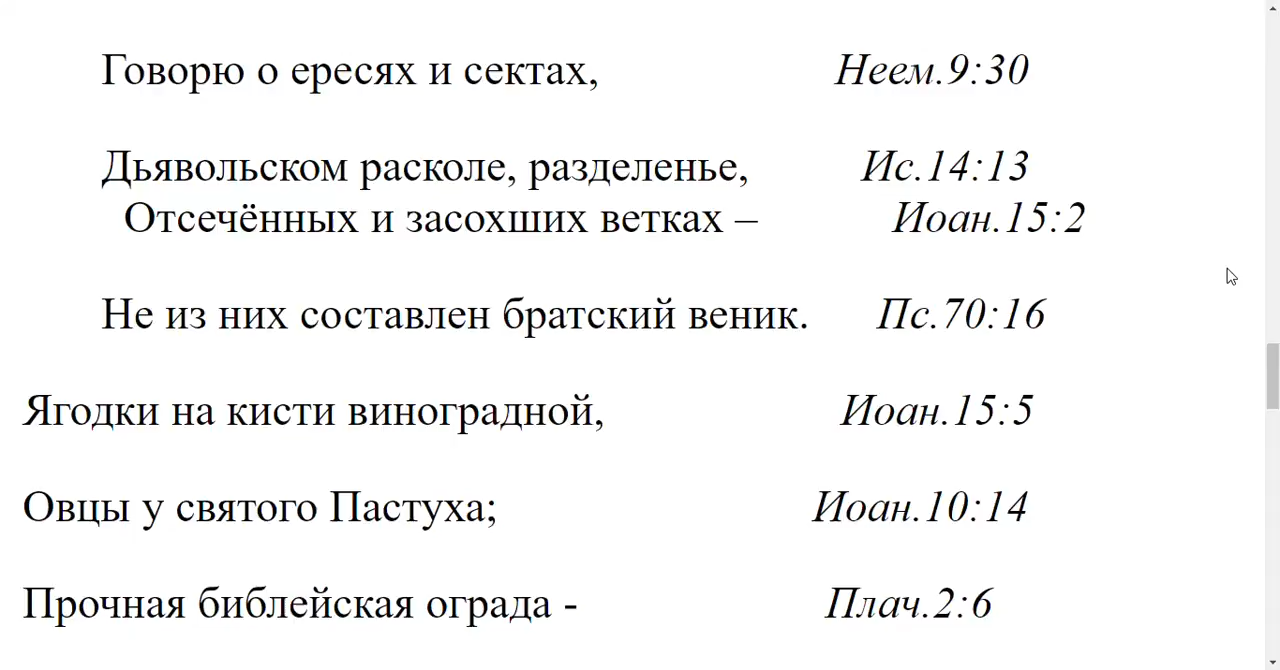 Говорю о ересях и сектах, Неем.9:30
Дьявольском расколе, разделенье, Ис.14:13
Отсечённых и засохших ветках – Иоан.15:2
Не из них составлен братский веник. Пс.70:16
Ягодки на кисти виноградной, Иоан.15:5
Овцы у святого Пастуха; Иоан.10:14
Прочная библейская ограда - Плач.2:6